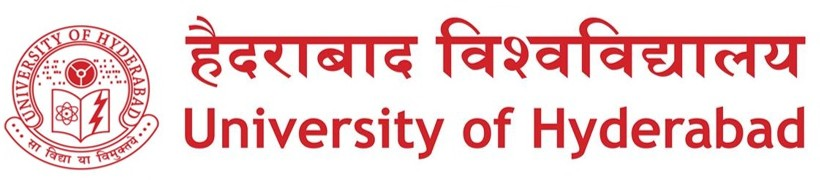 UNIVERSITY OF HYDERABAD
सा विद्या या विमुक्तये
हैदराबाद विश्वविद्यालय
University of Hyderabad